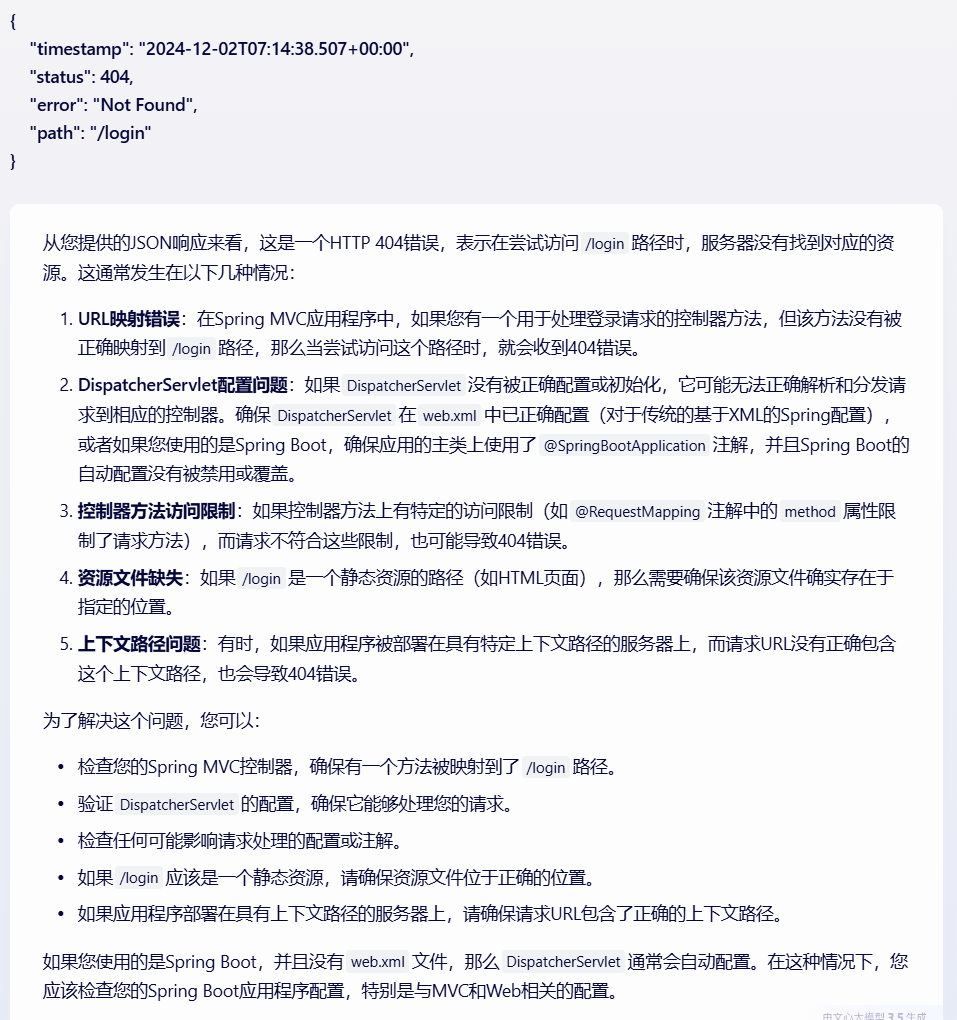 {
"timestamp": "2024-12-02T07:14:38.507+00:00",
"status": 404,
"error": "Not Found",
"path": "/login"
}
从您提供的JSON响应来看，这是一个HTTP 404错误，表示在尝试访问 /login 路径时，服务器没有找到对应的资
源。这通常发生在以下几种情况：
1. URL映射错误：在Spring MVC应用程序中，如果您有一个用于处理登录请求的控制器方法，但该方法没有被
正确映射到 /login 路径，那么当尝试访问这个路径时，就会收到404错误。
2. DispatcherServlet配置问题：如果 DispatcherServlet 没有被正确配置或初始化，它可能无法正确解析和分发请
求到相应的控制器。确保 DispatcherServlet 在 web.xml 中已正确配置（对于传统的基于XML的Spring配置），
或者如果您使用的是Spring Boot，确保应用的主类上使用了 @SpringBootApplication 注解，并且Spring Boot的
自动配置没有被禁用或覆盖。
3. 控制器方法访问限制：如果控制器方法上有特定的访问限制（如 @RequestMapping 注解中的 method 属性限
制了请求方法），而请求不符合这些限制，也可能导致404错误。
4. 资源文件缺失：如果 /login 是一个静态资源的路径（如HTML页面），那么需要确保该资源文件确实存在于
指定的位置。
5. 上下文路径问题：有时，如果应用程序被部署在具有特定上下文路径的服务器上，而请求URL没有正确包含
这个上下文路径，也会导致404错误。
为了解决这个问题，您可以：
• 检查您的Spring MVC控制器，确保有一个方法被映射到了 /login 路径。
• 验证 DispatcherServlet 的配置，确保它能够处理您的请求。
• 检查任何可能影响请求处理的配置或注解。
• 如果 /login 应该是一个静态资源，请确保资源文件位于正确的位置。
• 如果应用程序部署在具有上下文路径的服务器上，请确保请求URL包含了正确的上下文路径。
如果您使用的是Spring Boot，并且没有 web.xml 文件，那么 DispatcherServlet 通常会自动配置。在这种情况下，您
应该检查您的Spring Boot应用程序配置，特别是与MVC和Web相关的配置。
由文心大模型 3.5 生成